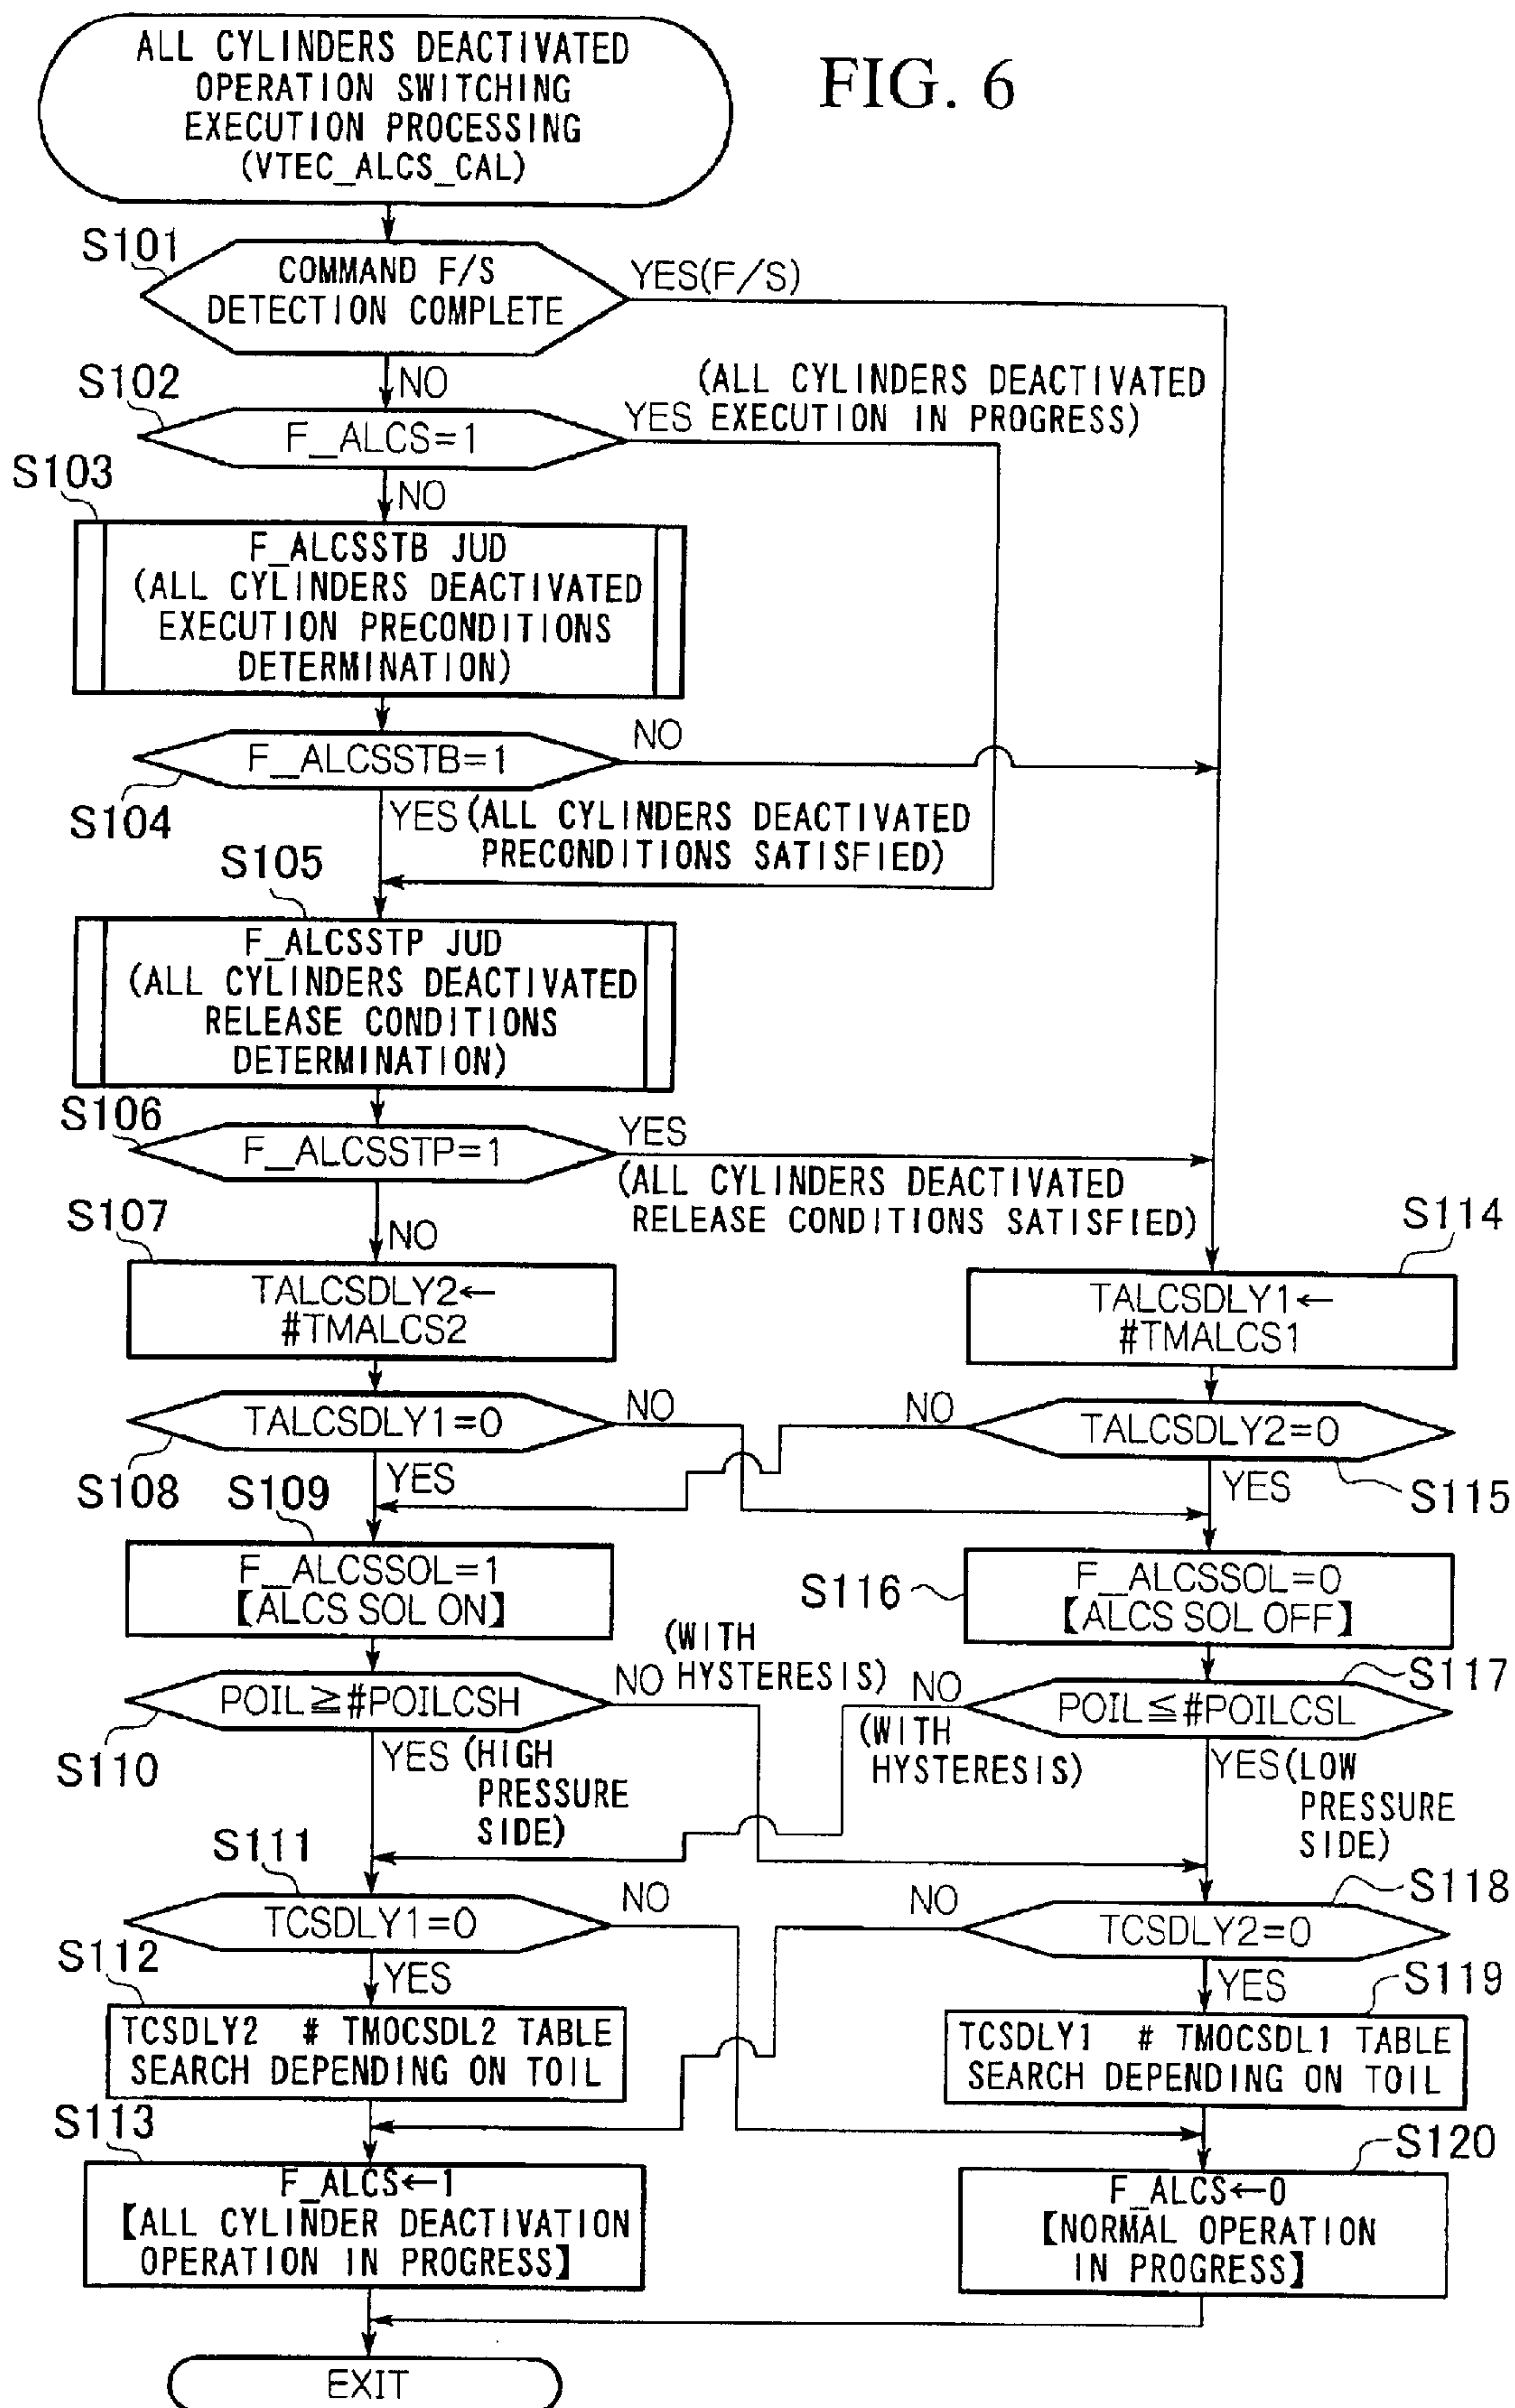 ALL CYLINDERS DEACTIVATED
OPERATION SWITCHING
EXECUTION PROCESSING
(VTEC_ALCS_CAL)
FIG. 6
S101
COMMAND F/S
DETECTION COMPLETE
YES(F/S)
NO
S102
F_ALCS=1
YES
(ALL CYLINDERS DEACTIVATED
EXECUTION IN PROGRESS)
NO
S103
F_ALCSSTB JUD
(ALL CYLINDERS DEACTIVATED
EXECUTION PRECONDITIONS
DETERMINATION)
F_ALCSSTB=1
NO
S104
YES (ALL CYLINDERS DEACTIVATED
PRECONDITIONS SATISFIED)
S105
F_ALCSSTP JUD
(ALL CYLINDERS DEACTIVATED
RELEASE CONDITIONS
DETERMINATION)
S106
F_ALCSSTP=1
YES
(ALL CYLINDERS DEACTIVATED
RELEASE CONDITIONS SATISFIED)
NO
S107
TALCSDLY2←
#TMALCS2
S114
TALCSDLY1←
#TMALCS1
TALCSDLY1=0
NO
S108
YES
NO
TALCSDLY2=0
S115
YES
S109
F_ALCSSOL=1
【ALCS SOL ON】
S116
F_ALCSSOL=0
【ALCS SOL OFF】
POIL≧#POILCSH
NO
(WITH
HYSTERESIS)
S110
YES (HIGH
PRESSURE
SIDE)
S117
POIL≦#POILCSL
NO
(WITH
HYSTERESIS)
YES (LOW
PRESSURE
SIDE)
S111
TCSDLY1=0
NO
YES
S118
TCSDLY2=0
NO
YES
S112
TCSDLY2 # TMOCSDL2 TABLE
SEARCH DEPENDING ON TOIL
S119
TCSDLY1 # TMOCSDL1 TABLE
SEARCH DEPENDING ON TOIL
S113
F_ALCS←1
【ALL CYLINDER DEACTIVATION
OPERATION IN PROGRESS】
S120
F_ALCS←0
【NORMAL OPERATION
IN PROGRESS】
EXIT